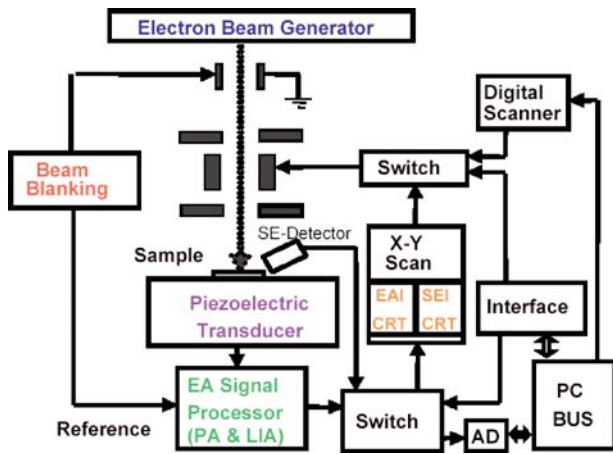 Electron Beam Generator
Digital
Scanner
Beam
Blanking
Switch
SE-Detector
Sample
X-Y
Scan
EAI SEI
CRT CRT
Piezoelectric
Transducer
Interface
EA Signal
Processor
(PA & LIA)
Reference
Switch
AD
PC
BUS